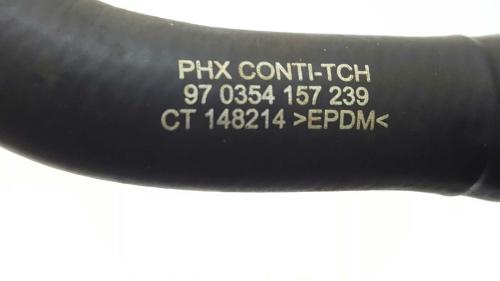 PHX CONTI-TCH
97 0354 157 239
CT 148214 >EPDM<